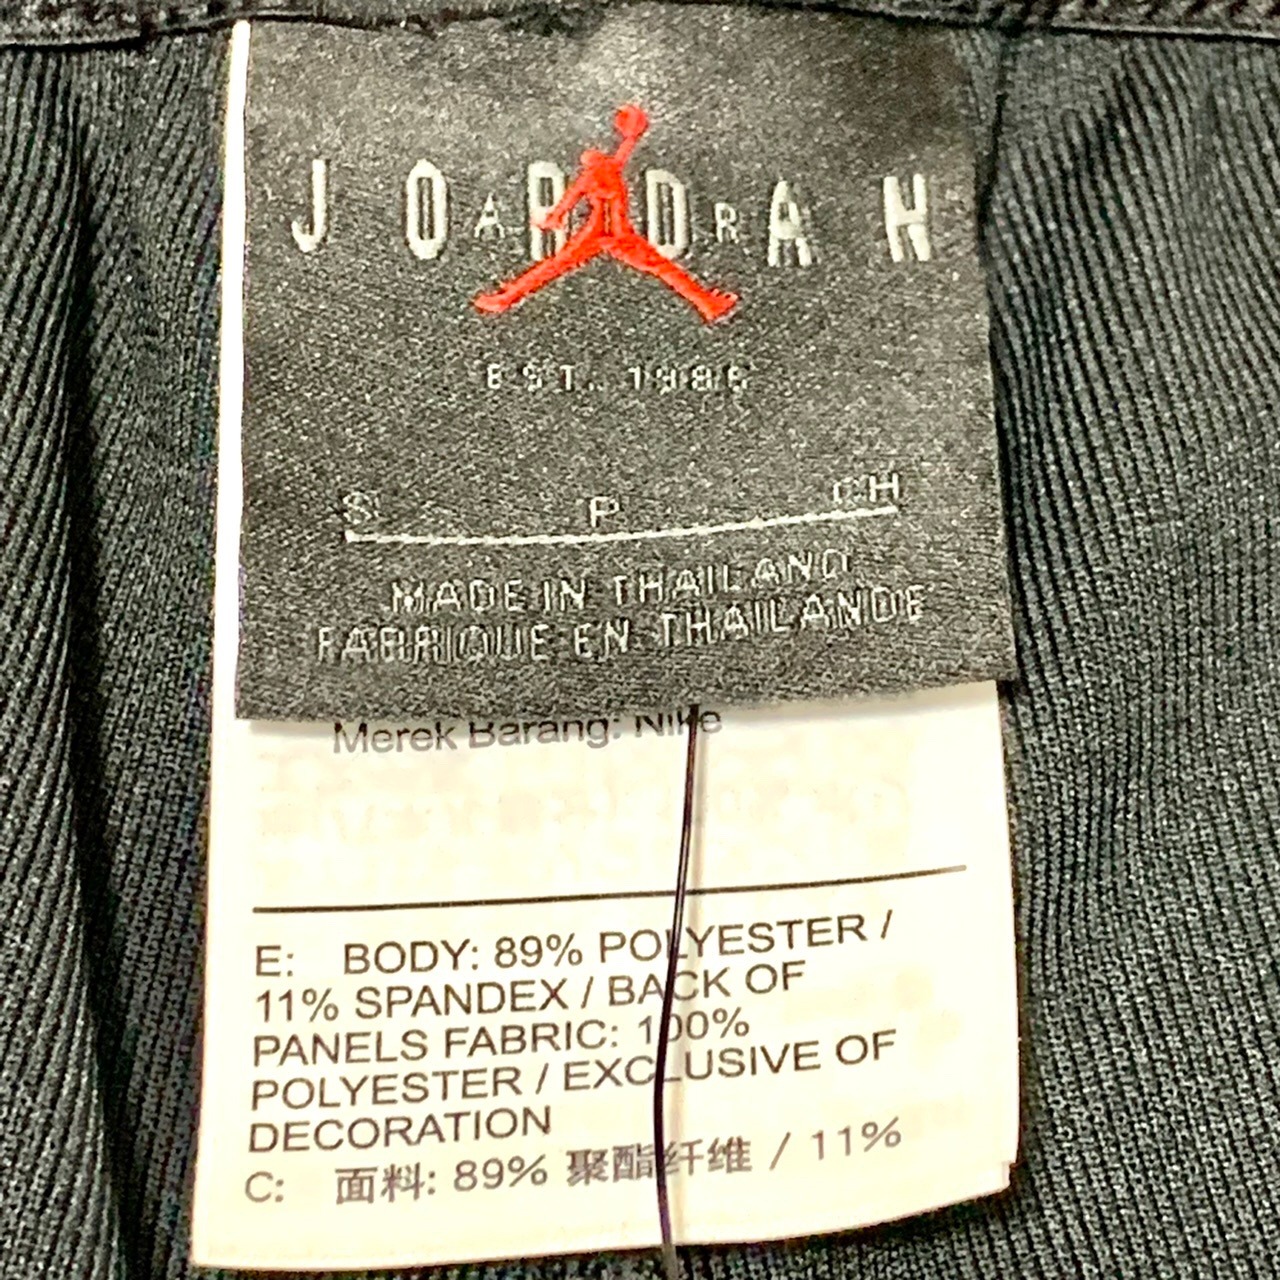 JORDAN
AIR
EST. 1985
S P CH
MADE IN THAILAND
FABRIQUE EN THAILANDE
Merek Barang: Nike
E: BODY: 89% POLYESTER /
11% SPANDEX / BACK OF
PANELS FABRIC: 100%
POLYESTER / EXCLUSIVE OF
DECORATION
C: 面料: 89% 聚酯纤维 / 11%